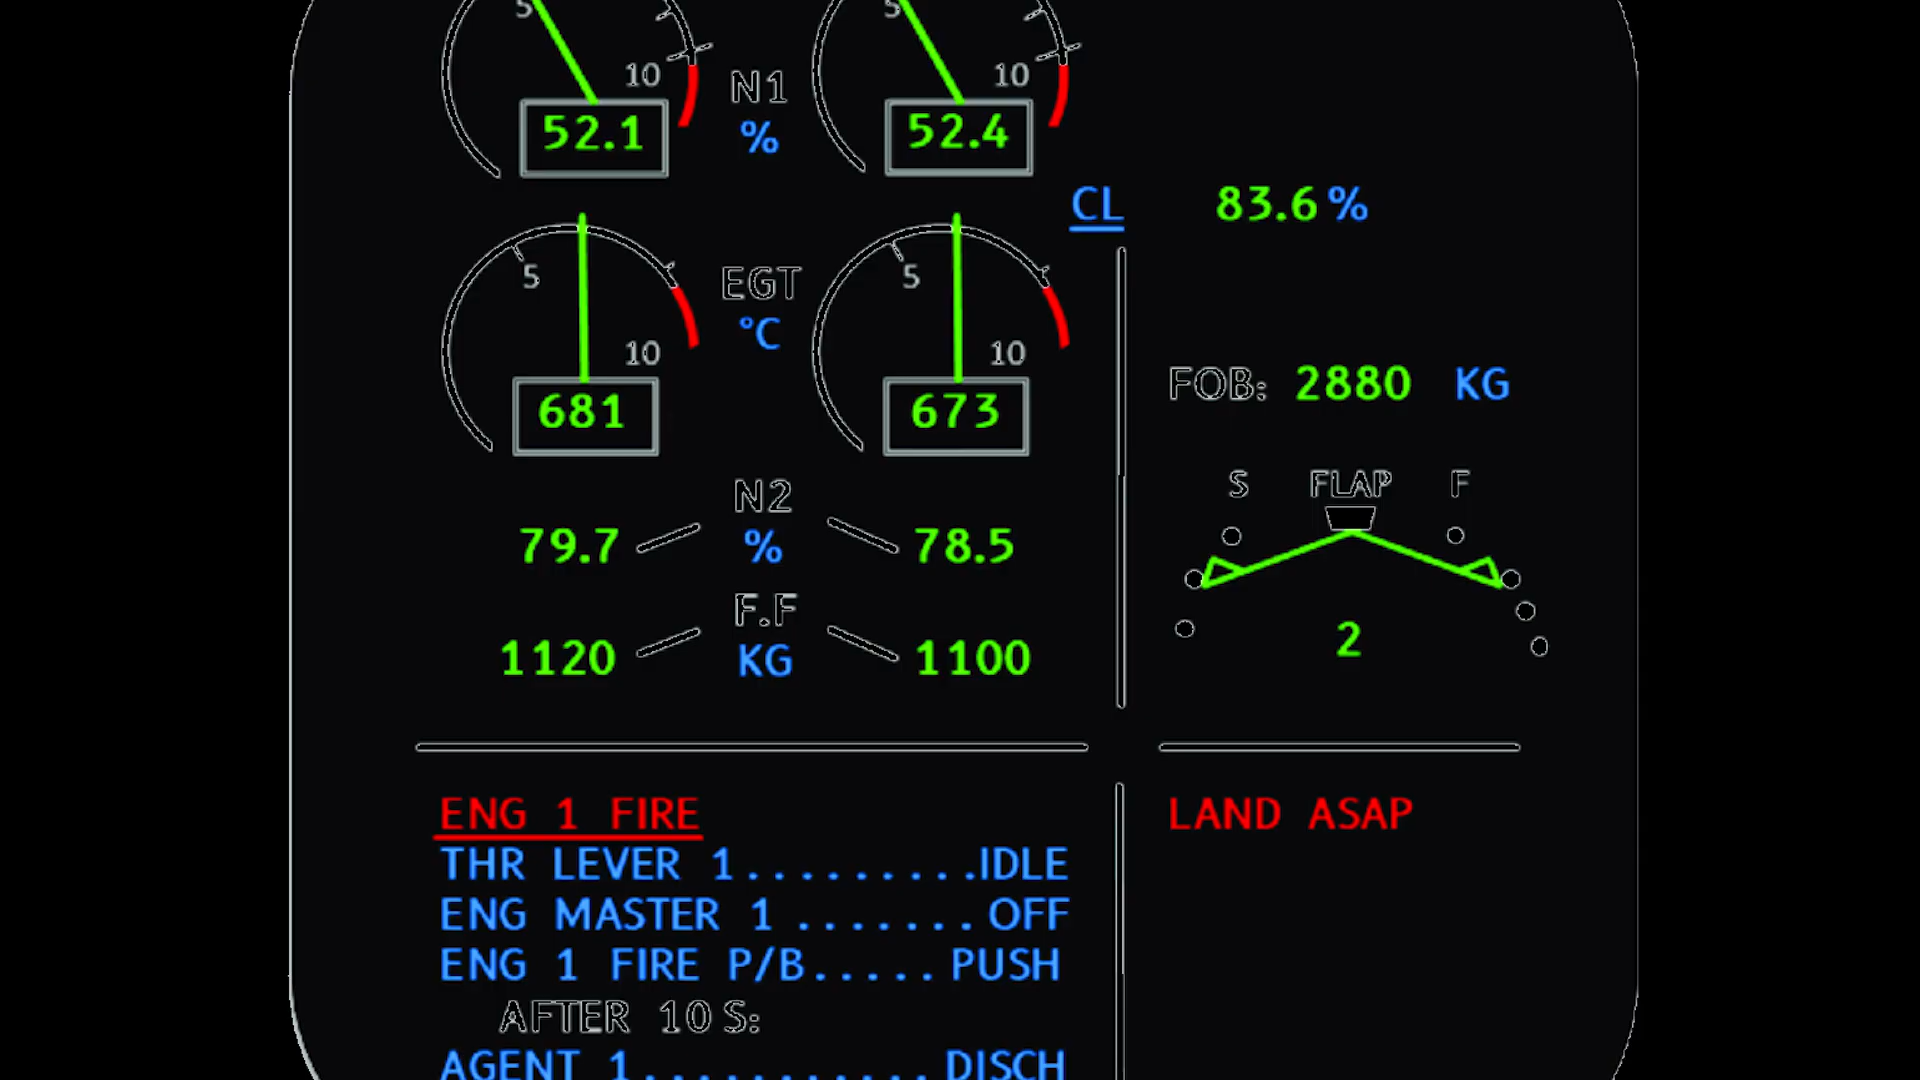 5 5
10 N1 10
52.1 % 52.4
CL 83.6 %
5 EGT 5
°C
10 10
FOB: 2880 KG
681 673
S FLAP F
N2
79.7 % 78.5
F.F
2
1120 KG 1100
ENG 1 FIRE
LAND ASAP
THR LEVER 1.........IDLE
ENG MASTER 1 .......OFF
ENG 1 FIRE P/B.....PUSH
AFTER 10 S:
AGENT 1...........DISCH